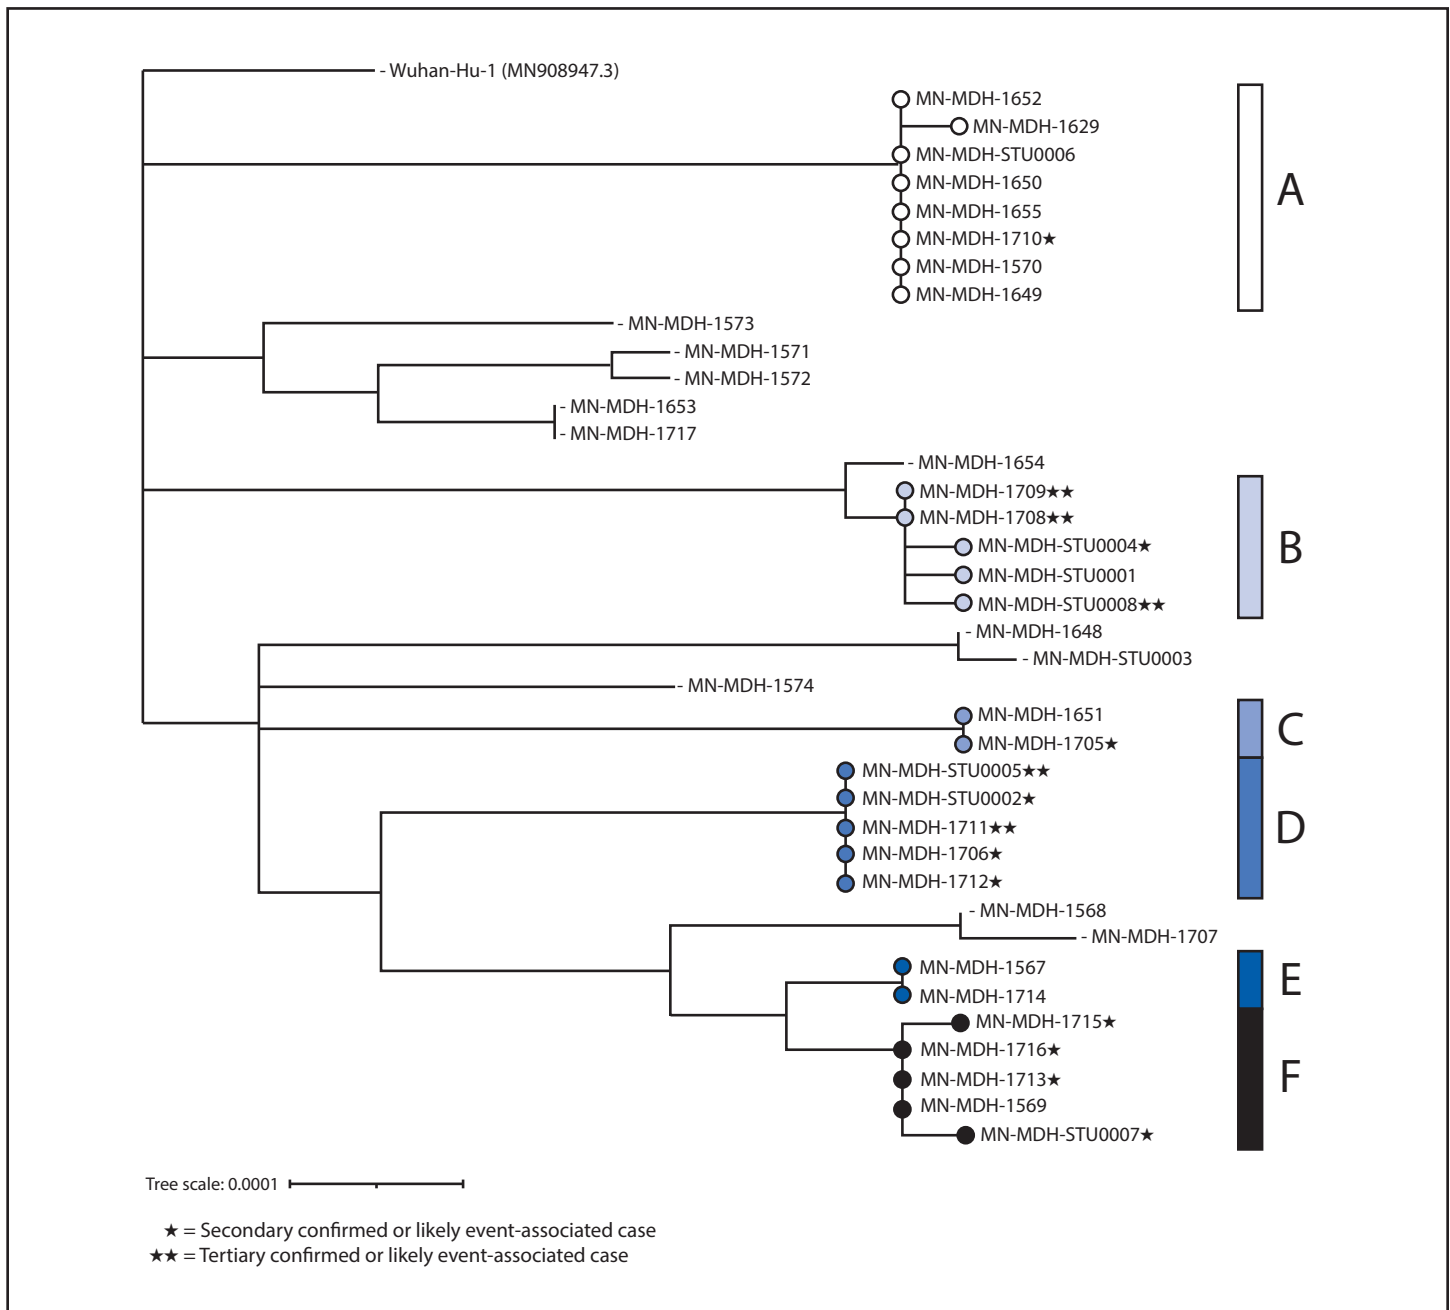 - Wuhan-Hu-1 (MN908947.3)
MN-MDH-1652
MN-MDH-1629
MN-MDH-STU0006
MN-MDH-1650
MN-MDH-1655
MN-MDH-1710★
MN-MDH-1570
MN-MDH-1649
A
- MN-MDH-1573
- MN-MDH-1571
- MN-MDH-1572
- MN-MDH-1653
- MN-MDH-1717
- MN-MDH-1654
MN-MDH-1709★★
MN-MDH-1708★★
MN-MDH-STU0004★
MN-MDH-STU0001
MN-MDH-STU0008★★
B
- MN-MDH-1648
- MN-MDH-STU0003
- MN-MDH-1574
MN-MDH-1651
MN-MDH-1705★
C
MN-MDH-STU0005★★
MN-MDH-STU0002★
MN-MDH-1711★★
MN-MDH-1706★
MN-MDH-1712★
D
- MN-MDH-1568
- MN-MDH-1707
MN-MDH-1567
MN-MDH-1714
E
MN-MDH-1715★
MN-MDH-1716★
MN-MDH-1713★
MN-MDH-1569
MN-MDH-STU0007★
F
Tree scale: 0.0001
★ = Secondary confirmed or likely event-associated case
★★ = Tertiary confirmed or likely event-associated case